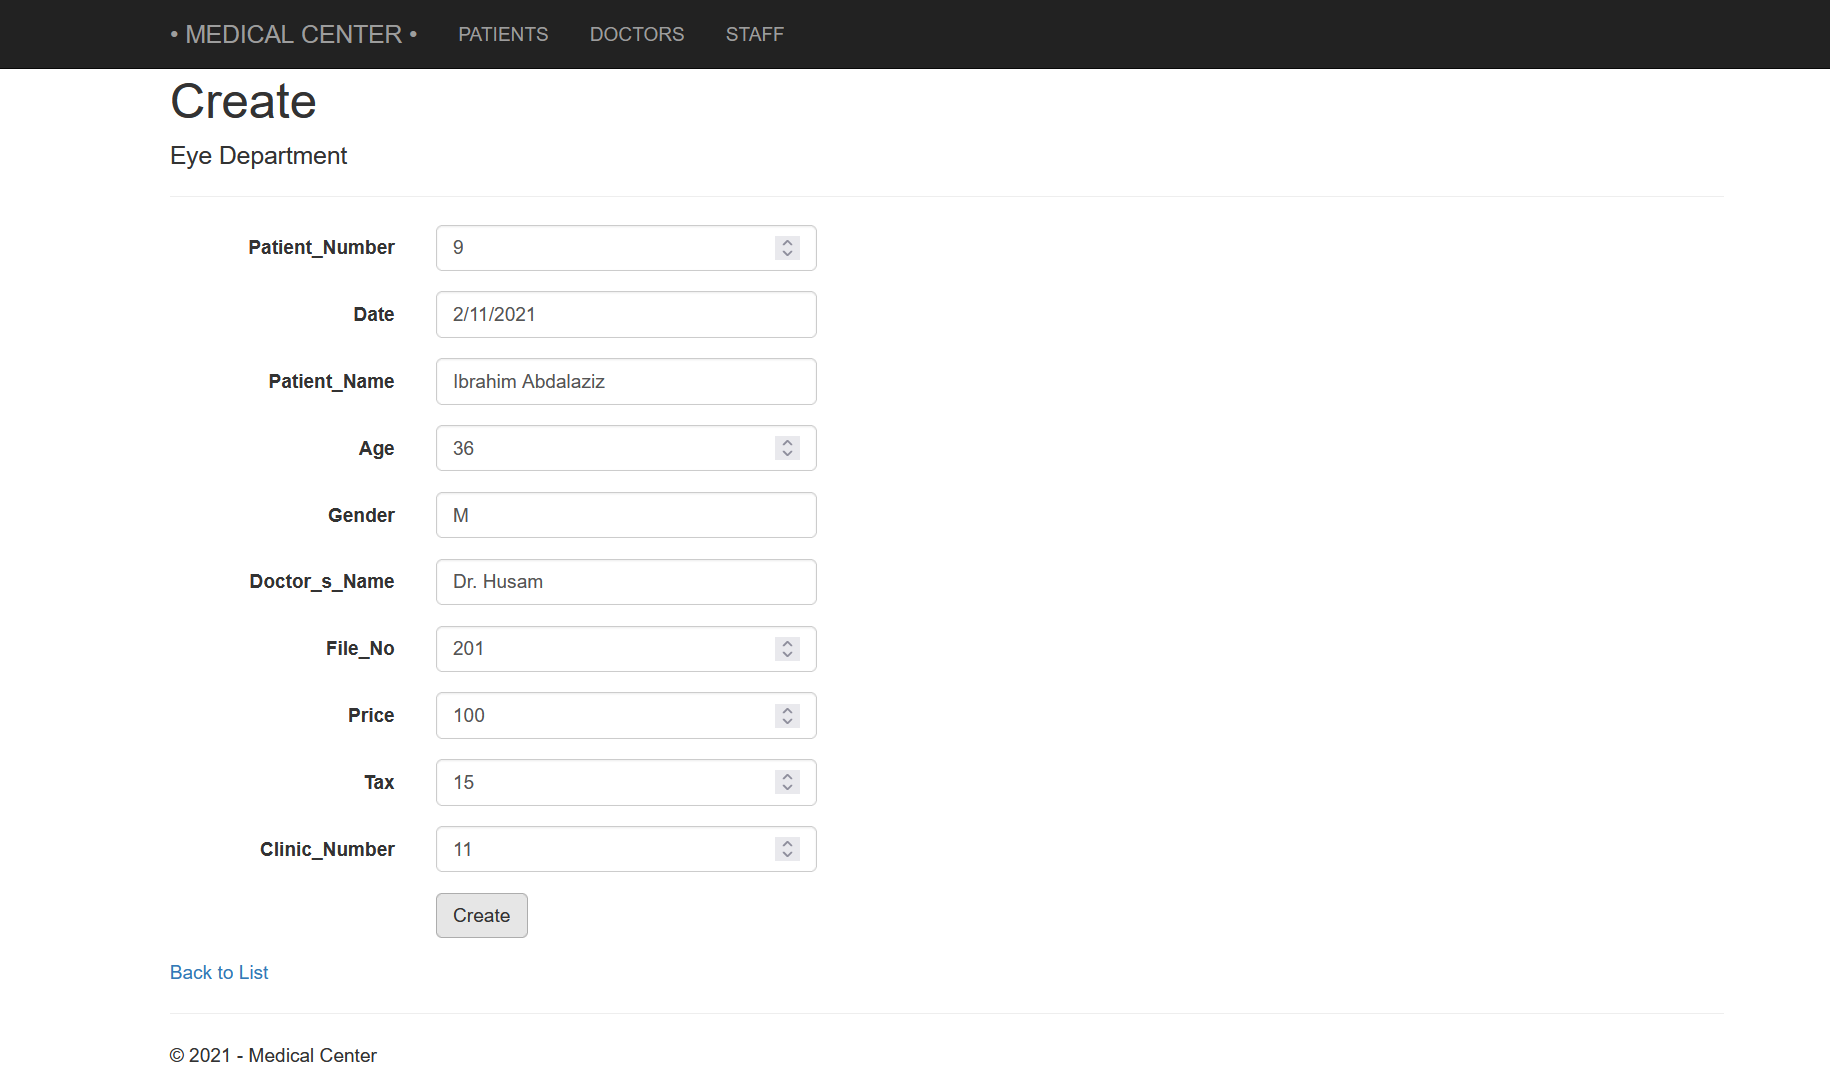 • MEDICAL CENTER • PATIENTS DOCTORS STAFF
Create
Eye Department
Patient_Number 9
Date 2/11/2021
Patient_Name Ibrahim Abdalaziz
Age 36
Gender M
Doctor_s_Name Dr. Husam
File_No 201
Price 100
Tax 15
Clinic_Number 11
Create
Back to List
© 2021 - Medical Center